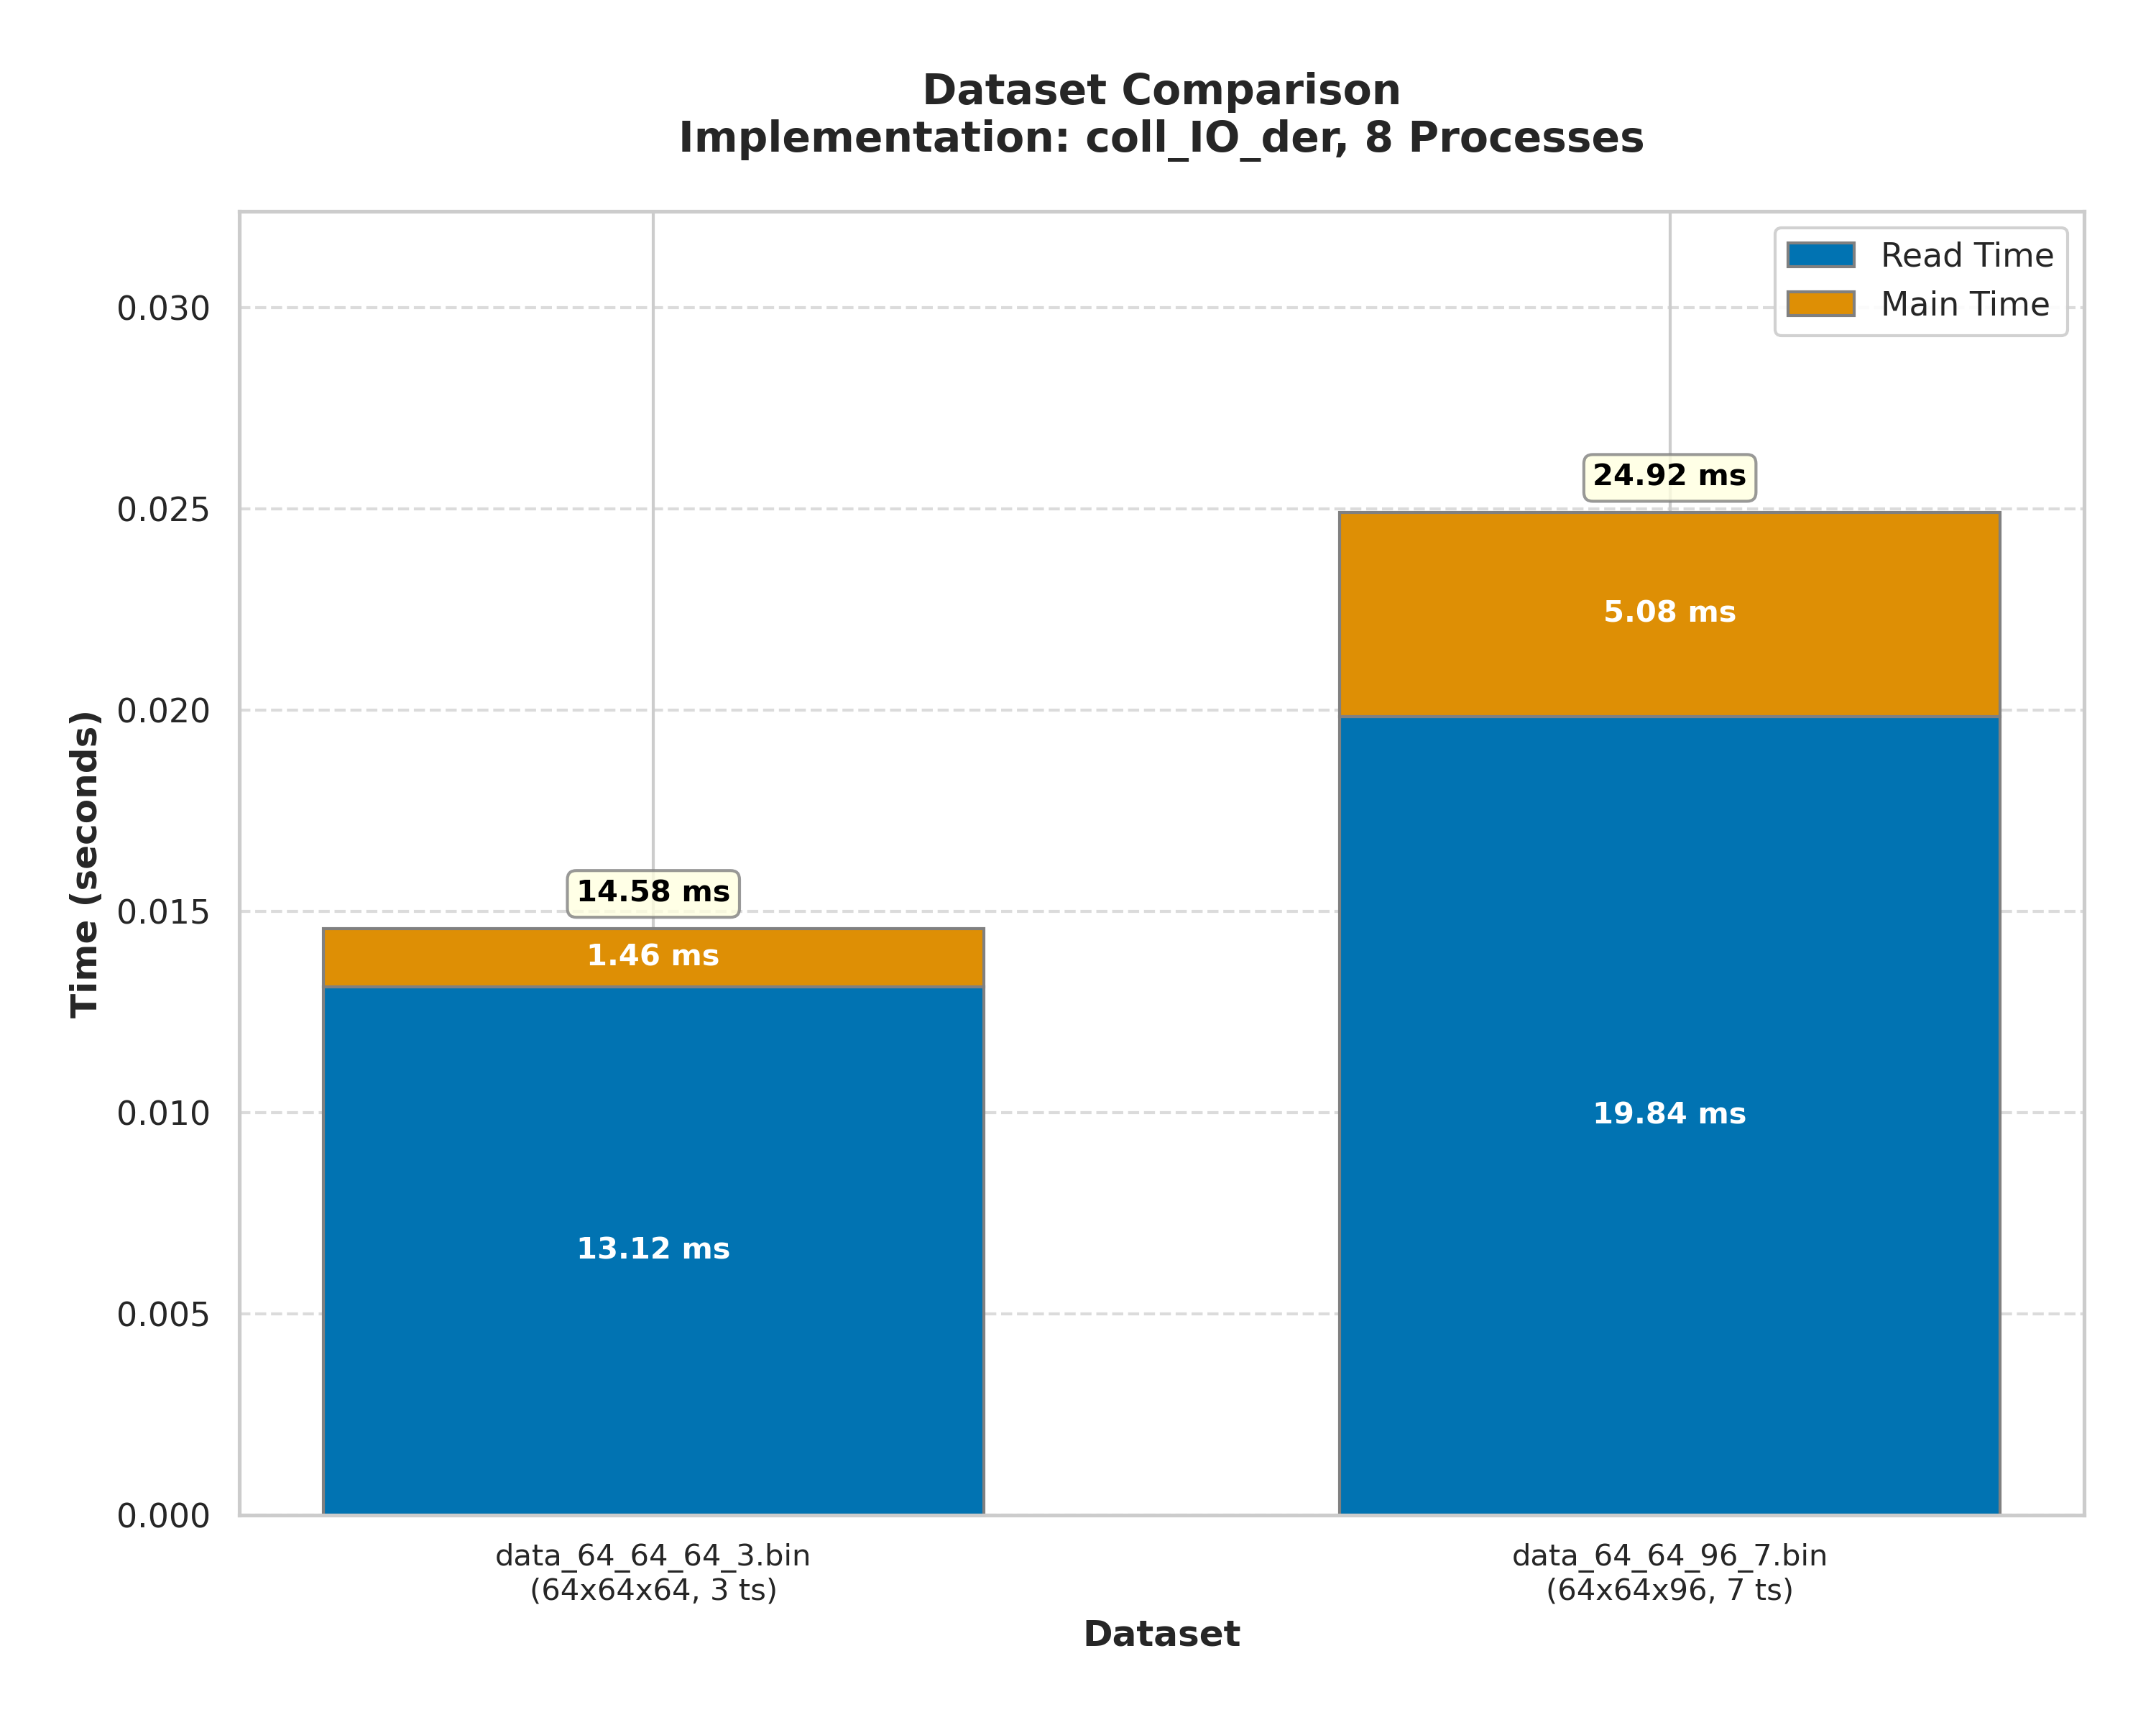 Dataset Comparison
Implementation: coll_IO_der, 8 Processes
Read Time
Main Time
0.030
0.025
0.020
0.015
0.010
0.005
0.000
Time (seconds)
24.92 ms
5.08 ms
19.84 ms
14.58 ms
1.46 ms
13.12 ms
data_64_64_64_3.bin
(64x64x64, 3 ts)
data_64_64_96_7.bin
(64x64x96, 7 ts)
Dataset